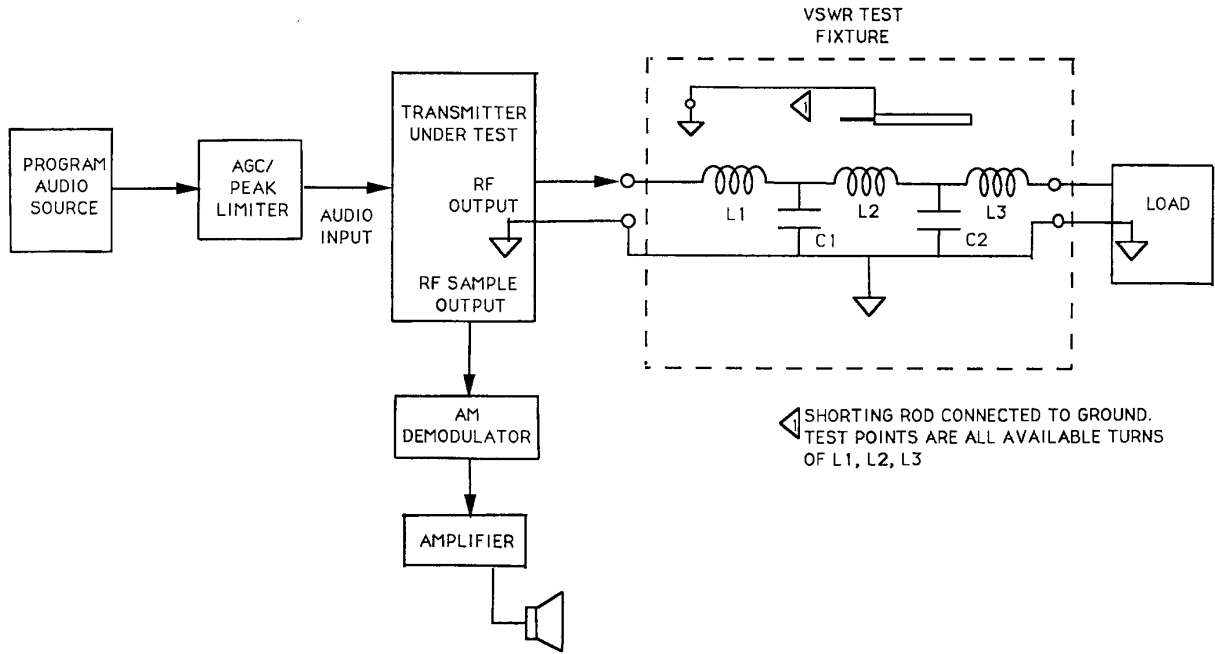 VSWR TEST
FIXTURE
PROGRAM
AUDIO
SOURCE
AGC/
PEAK
LIMITER
AUDIO
INPUT
TRANSMITTER
UNDER TEST
RF
OUTPUT
RF SAMPLE
OUTPUT
1
L1
L2
L3
C1
C2
LOAD
AM
DEMODULATOR
AMPLIFIER
1 SHORTING ROD CONNECTED TO GROUND.
TEST POINTS ARE ALL AVAILABLE TURNS
OF L1, L2, L3